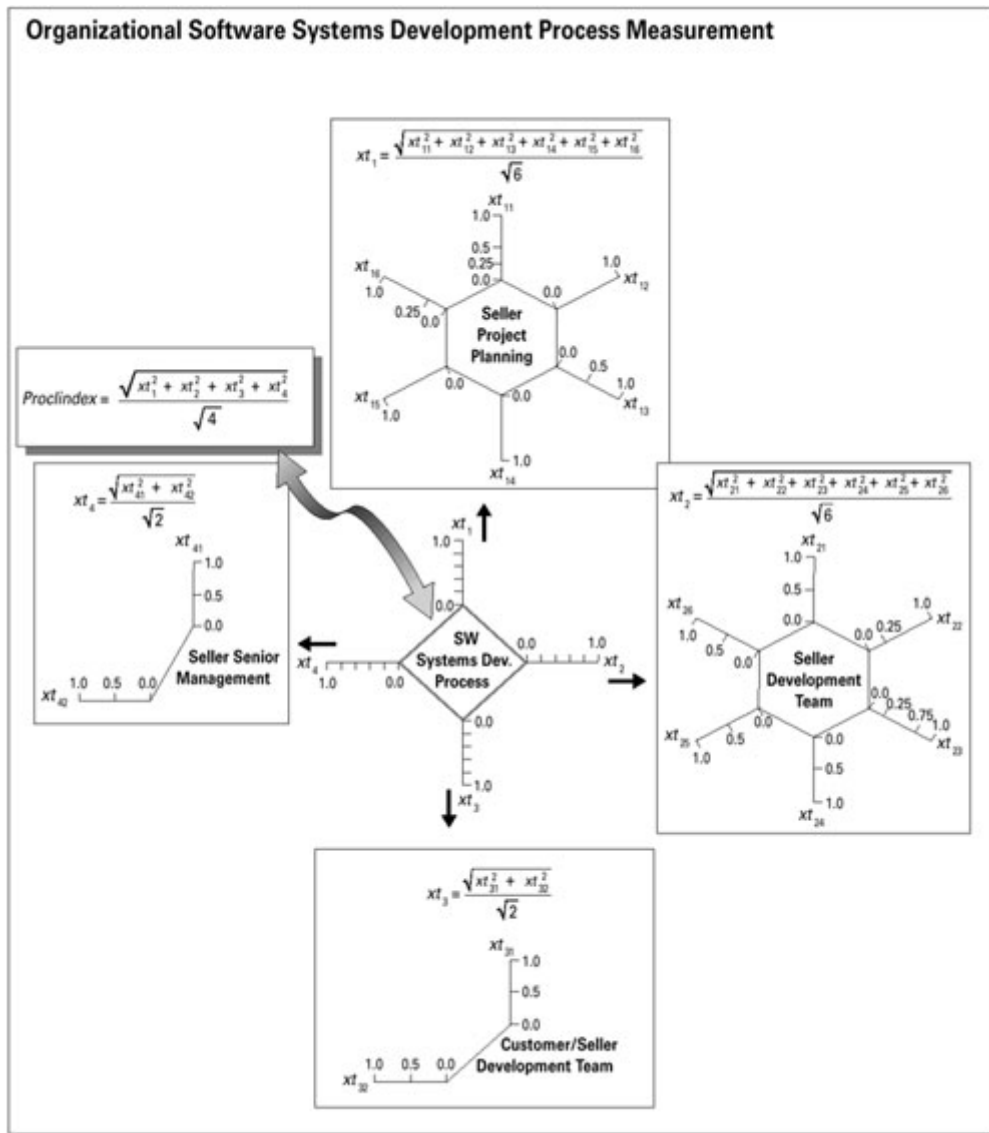 Organizational Software Systems Development Process Measurement
xt₁ = √(xt₁₁² + xt₁₂² + xt₁₃² + xt₁₄² + xt₁₅² + xt₁₆²) / √6
xt₁₁
1.0
0.5
0.25
0.0
xt₁₆
1.0
0.25
0.0
1.0
xt₁₂
0.0
Seller
Project
Planning
0.0
0.5
1.0
xt₁₃
0.0
xt₁₅
1.0
0.0
1.0
xt₁₄
Proclindex = √(xt₁² + xt₂² + xt₃² + xt₄²) / √4
xt₄ = √(xt₄₁² + xt₄₂²) / √2
xt₄₁
1.0
0.5
0.0
Seller Senior
Management
1.0 0.5 0.0
xt₄₂
xt₁
1.0
0.0
SW
Systems Dev.
Process
0.0 1.0
xt₂
xt₄
1.0 0.0
0.0
1.0
xt₃
xt₂ = √(xt₂₁² + xt₂₂² + xt₂₃² + xt₂₄² + xt₂₅² + xt₂₆²) / √6
xt₂₁
1.0
0.5
0.0
xt₂₆
1.0
0.5
0.0
0.0
0.25
1.0
xt₂₂
Seller
Development
Team
0.0
0.25
0.75
1.0
xt₂₃
0.0
0.5
xt₂₅
1.0
0.0
0.5
1.0
xt₂₄
xt₃ = √(xt₃₁² + xt₃₂²) / √2
xt₃₁
1.0
0.5
0.0
Customer/Seller
Development Team
1.0 0.5 0.0
xt₃₂